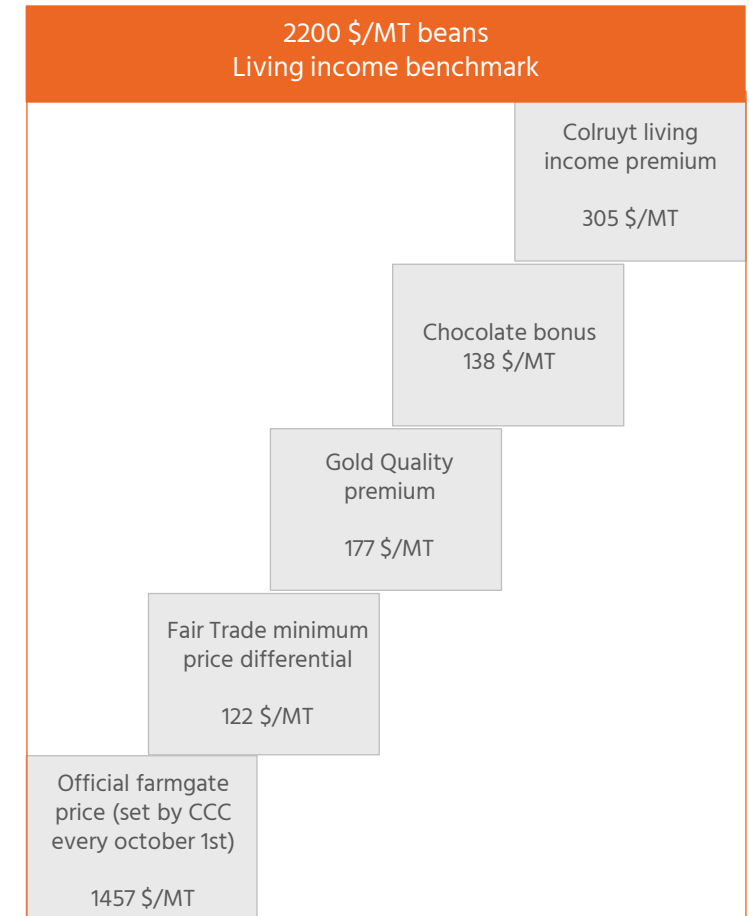 2200 $/MT beans
Living income benchmark
Colruyt living
income premium
305 $/MT
Chocolate bonus
138 $/MT
Gold Quality
premium
177 $/MT
Fair Trade minimum
price differential
122 $/MT
Official farmgate
price (set by CCC
every october 1st)
1457 $/MT